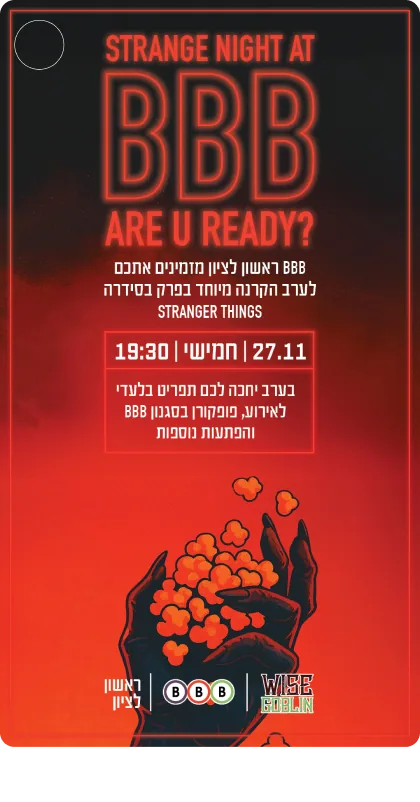 STRANGE NIGHT AT
BBB
ARE U READY?
BBB ראשון לציון מזמינים אתכם
לערב הקרנה מיוחד בפרק בסידרה
STRANGER THINGS
27.11 | חמישי | 19:30
בערב יחכה לכם תפריט בלעדי
לאירוע, פופקורן בסגנון BBB
והפתעות נוספות
ראשון
לציון
B B B
WISE
GOBLIN